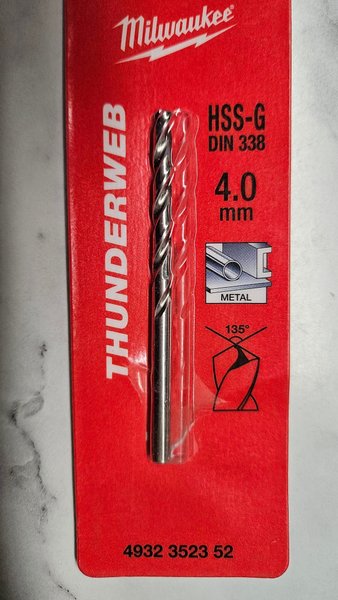 Milwaukee
THUNDERWEB
HSS-G
DIN 338
4.0
mm
METAL
135°
4932 3523 52